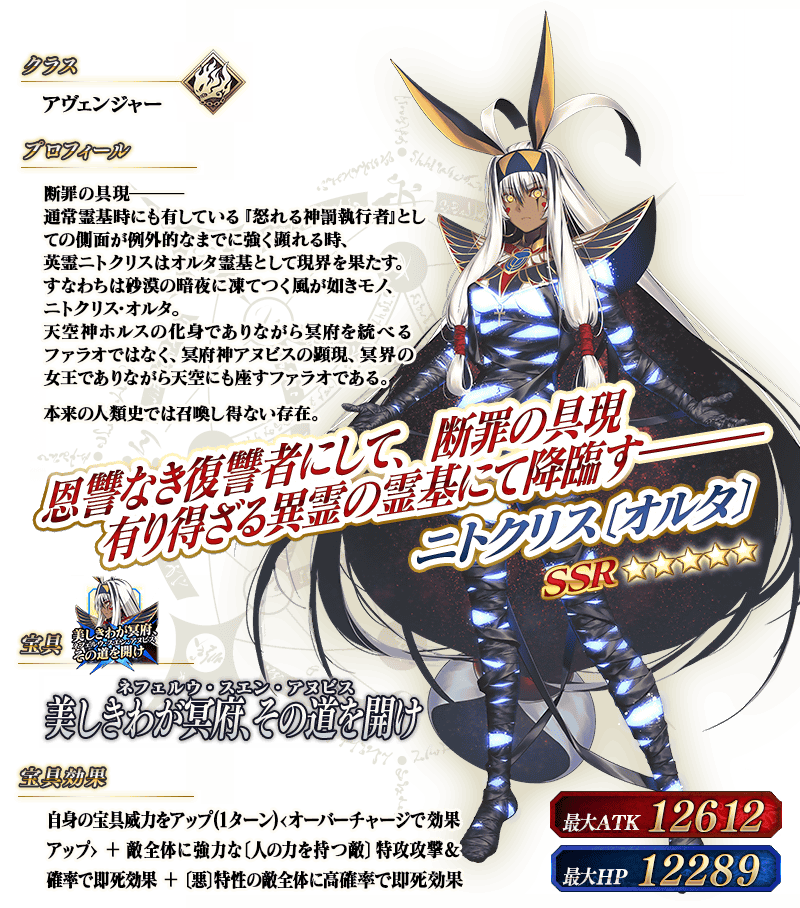 クラス
アヴェンジャー
プロフィール
断罪の具現―――
通常霊基時にも有している『怒れる神罰執行者』とし
ての側面が例外的なまでに強く顕れる時、
英霊ニトクリスはオルタ霊基として現界を果たす。
すなわちは砂漠の暗夜に凍てつく風が如きモノ、
ニトクリス・オルタ。
天空神ホルスの化身でありながら冥府を統べる
ファラオではなく、冥府神アヌビスの顕現、冥界の
女王でありながら天空にも座すファラオである。
本来の人類史では召喚し得ない存在。
恩讐なき復讐者にして、断罪の具現
有り得ざる異霊の霊基にて降臨す―――
ニトクリス〔オルタ〕
SSR ★★★★★
宝具
美しきわが冥府、
ネフェルウ・スエン・アヌビス
その道を開け
ネフェルウ・スエン・アヌビス
美しきわが冥府、その道を開け
宝具効果
自身の宝具威力をアップ(1ターン)<オーバーチャージで効果
アップ> ＋ 敵全体に強力な〔人の力を持つ敵〕特攻攻撃＆
確率で即死効果 ＋ 〔悪〕特性の敵全体に高確率で即死効果
最大ATK 12612
最大HP 12289